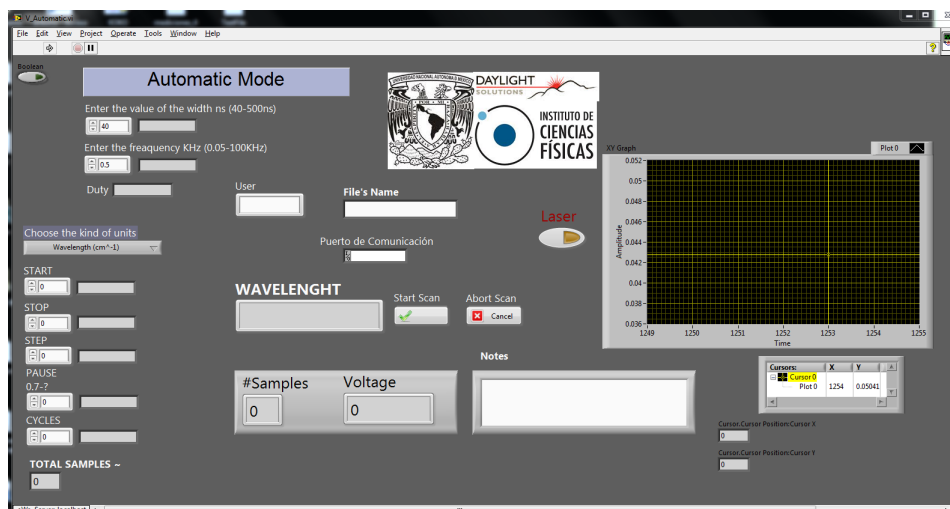 V_Automatic.vi
File Edit View Project Operate Tools Window Help
Boolean
Automatic Mode
Enter the value of the width ns (40-500ns)
40
Enter the freaquency KHz (0.05-100KHz)
0.5
Duty
UNIVERSIDAD NACIONAL AUTONOMA
DAYLIGHT
SOLUTIONS
INSTITUTO DE
CIENCIAS
FÍSICAS
User
File's Name
Laser
Choose the kind of units
Wavelength (cm^-1)
Puerto de Comunicación
START
0
STOP
0
STEP
0
PAUSE
0.7-?
0
CYCLES
0
TOTAL SAMPLES ~
0
WAVELENGHT
Start Scan
Abort Scan
Cancel
#Samples
Voltage
0
0
Notes
XY Graph
Plot 0
0.052
0.05
0.048
0.046
0.044
0.042
0.04
0.038
0.036
Amplitude
1249 1250 1251 1252 1253 1254 1255
Time
Cursors: X Y
Cursor 0
Plot 0 1254 0.05041
Cursor.Cursor Position:Cursor X
0
Cursor.Cursor Position:Cursor Y
0